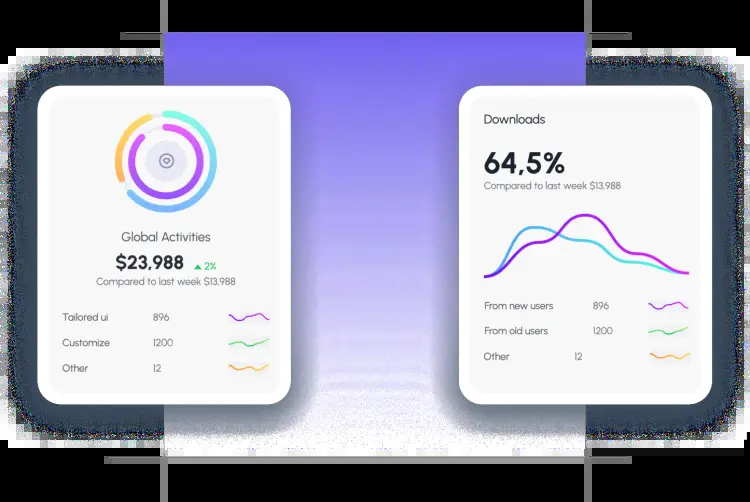 Global Activities
$23,988 2%
Compared to last week $13,988
Tailored ui 896
Customize 1200
Other 12
Downloads
64,5%
Compared to last week $13,988
From new users 896
From old users 1200
Other 12